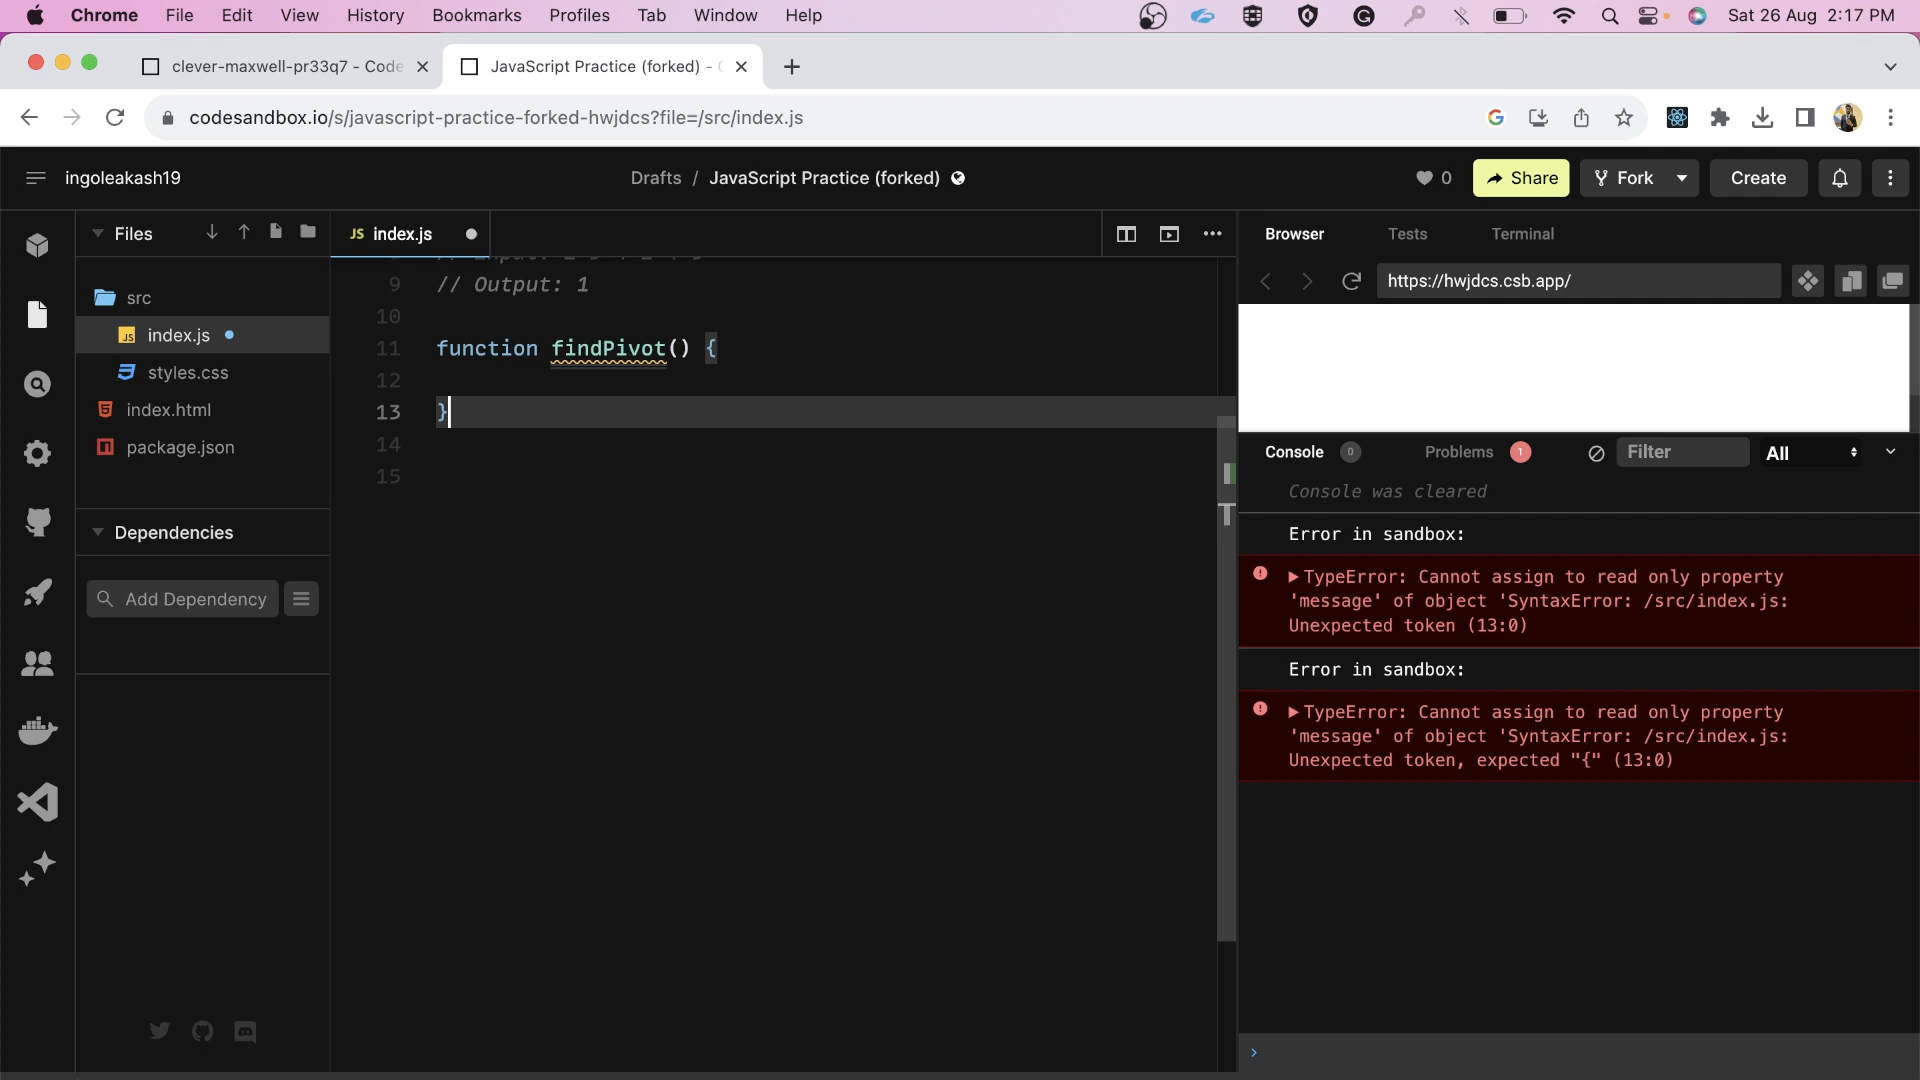 Chrome File Edit View History Bookmarks Profiles Tab Window Help Sat 26 Aug 2:17 PM
clever-maxwell-pr33q7 - Code
JavaScript Practice (forked) -
codesandbox.io/s/javascript-practice-forked-hwjdcs?file=/src/index.js
ingoleakash19
Drafts / JavaScript Practice (forked)
0
Share
Fork
Create
Files
src
JS index.js
styles.css
index.html
package.json
Dependencies
Add Dependency
JS index.js
9 // Output: 1
10
11 function findPivot() {
12
13 }
14
15
Browser Tests Terminal
https://hwjdcs.csb.app/
Console 0 Problems 1 Filter All
Console was cleared
Error in sandbox:
TypeError: Cannot assign to read only property
'message' of object 'SyntaxError: /src/index.js:
Unexpected token (13:0)
Error in sandbox:
TypeError: Cannot assign to read only property
'message' of object 'SyntaxError: /src/index.js:
Unexpected token, expected "{" (13:0)